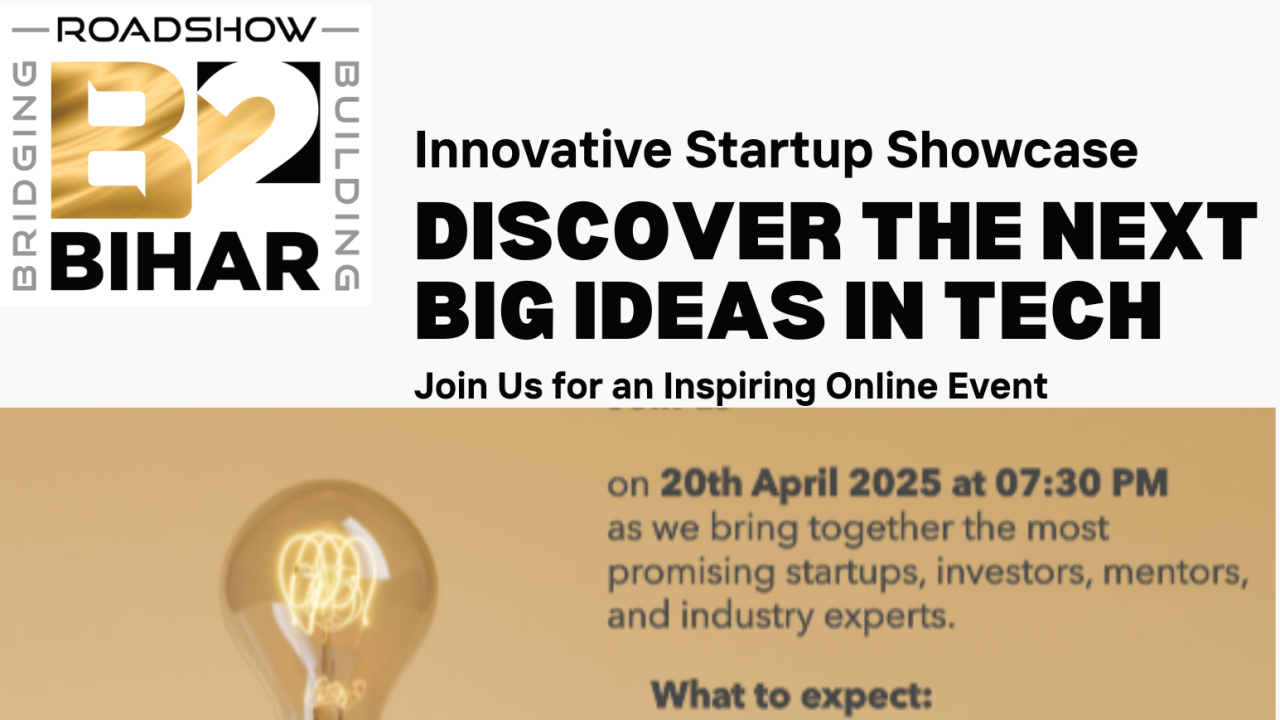 ROADSHOW
BRIDGING
B2
BUILDING
BIHAR
Innovative Startup Showcase
DISCOVER THE NEXT
BIG IDEAS IN TECH
Join Us for an Inspiring Online Event
on 20th April 2025 at 07:30 PM
as we bring together the most
promising startups, investors, mentors,
and industry experts.
What to expect: